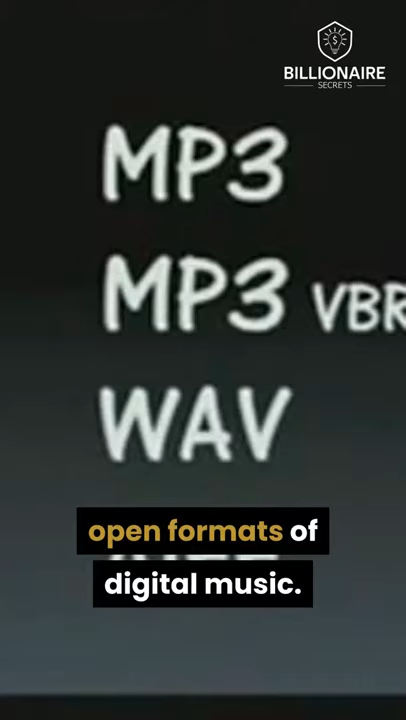 BILLIONAIRE
SECRETS
MP3
MP3 VBR
WAV
open formats of
digital music.